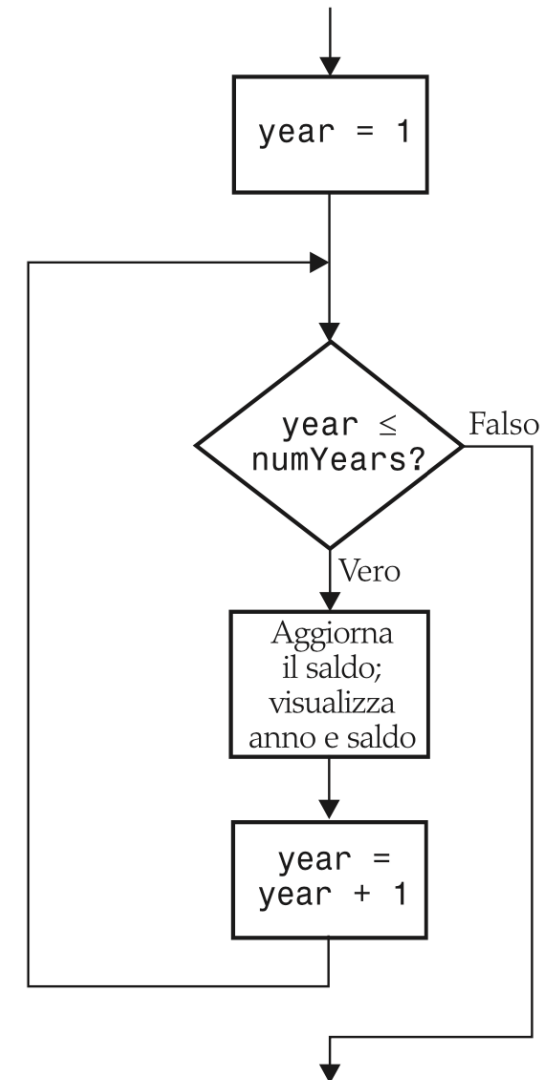 year = 1
year ≤
numYears?
Falso
Vero
Aggiorna
il saldo;
visualizza
anno e saldo
year =
year + 1